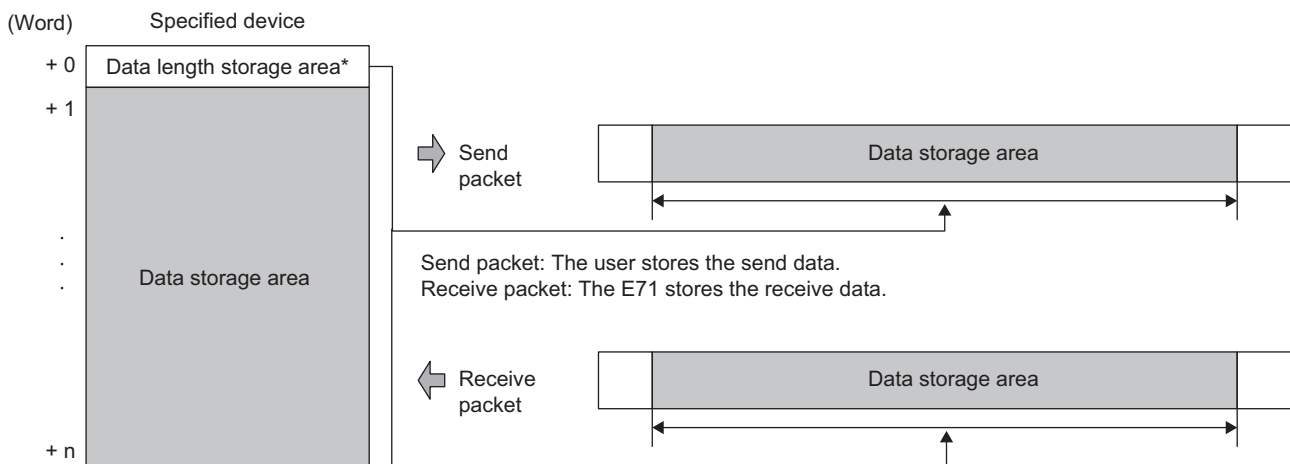 (Word)
Specified device
+ 0
Data length storage area*
+ 1
Send
packet
Data storage area
.
.
.
Data storage area
Send packet: The user stores the send data.
Receive packet: The E71 stores the receive data.
Receive
packet
Data storage area
+ n